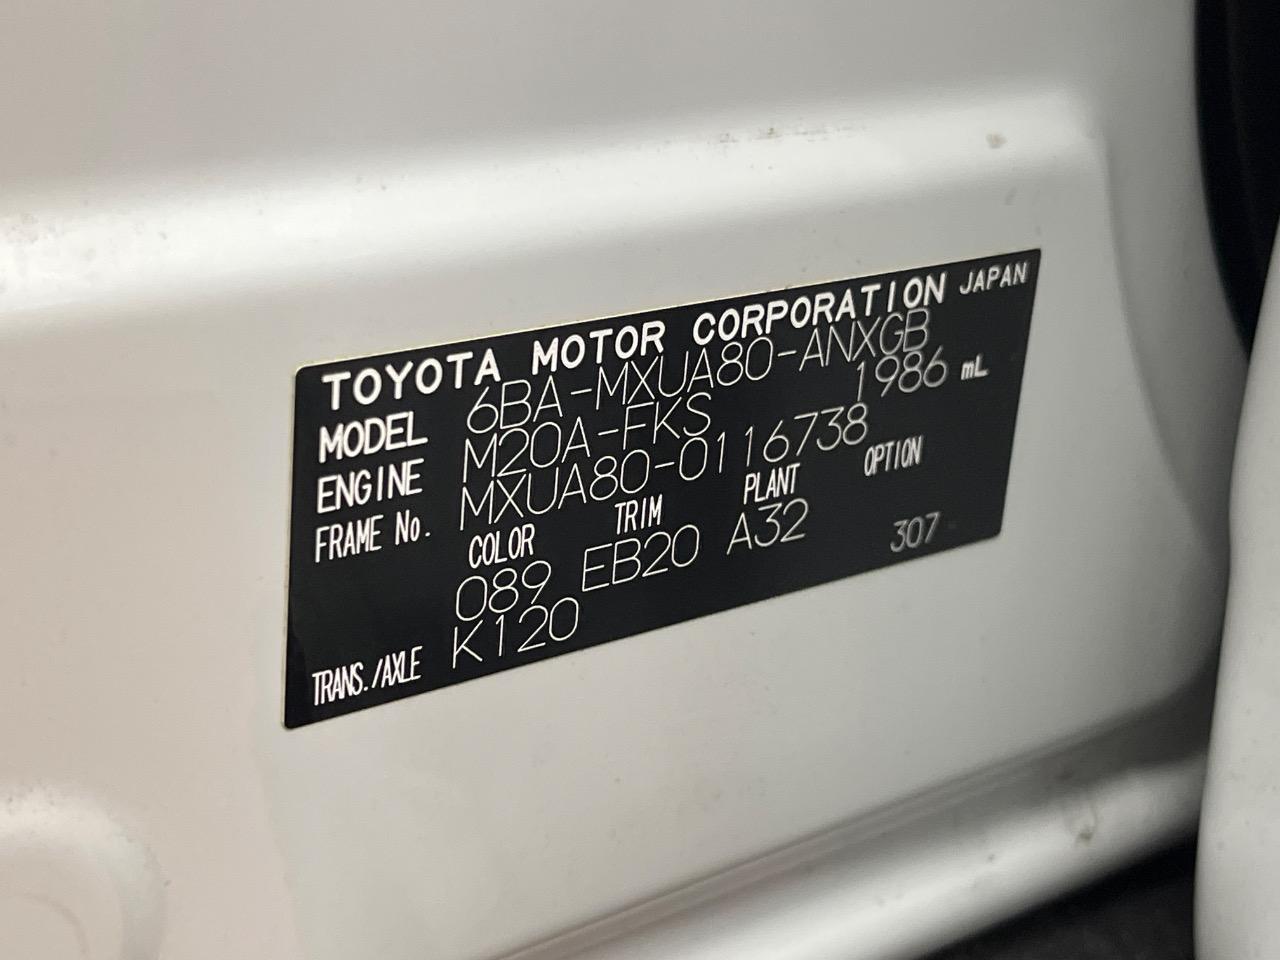 TOYOTA MOTOR CORPORATION JAPAN
MODEL 6BA-MXUA80-ANXGB
ENGINE M20A-FKS 1986 mL
FRAME No. MXUA80-0116738
COLOR TRIM PLANT OPTION
089 EB20 A32 307
TRANS./AXLE K120